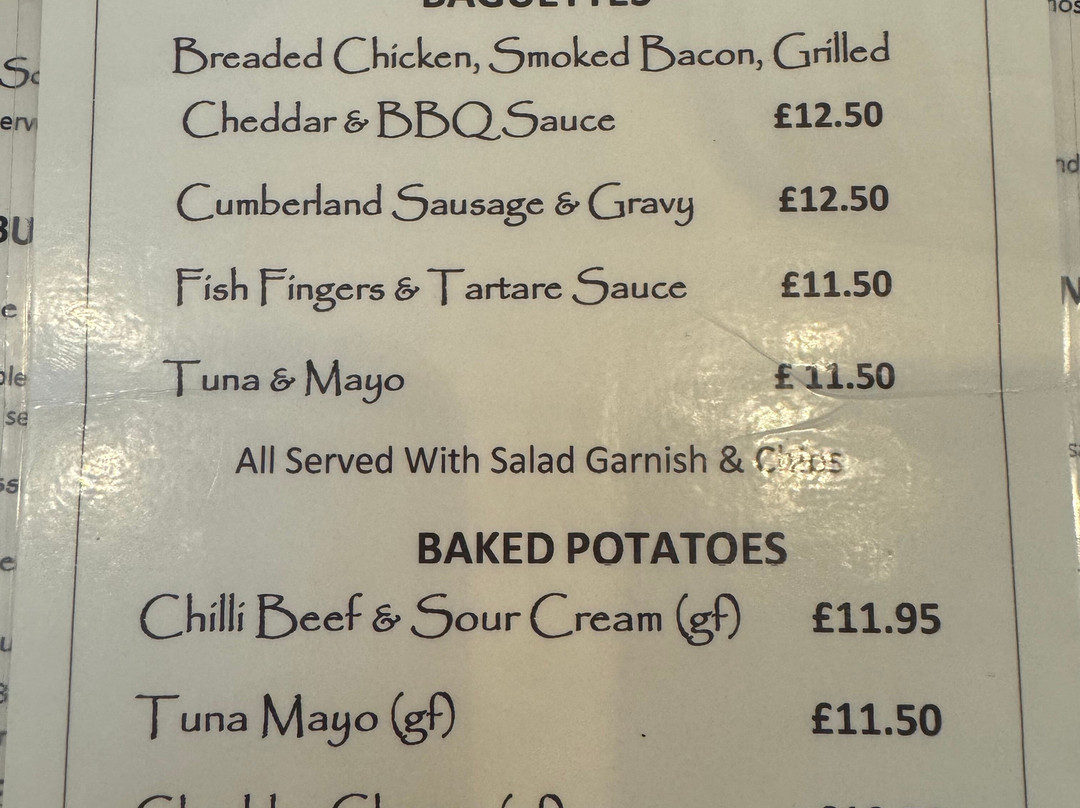 BAGUETTES
Breaded Chicken, Smoked Bacon, Grilled
Cheddar & BBQ Sauce £12.50
Cumberland Sausage & Gravy £12.50
Fish Fingers & Tartare Sauce £11.50
Tuna & Mayo £ 11.50
All Served With Salad Garnish & Chips
BAKED POTATOES
Chilli Beef & Sour Cream (gf) £11.95
Tuna Mayo (gf) £11.50